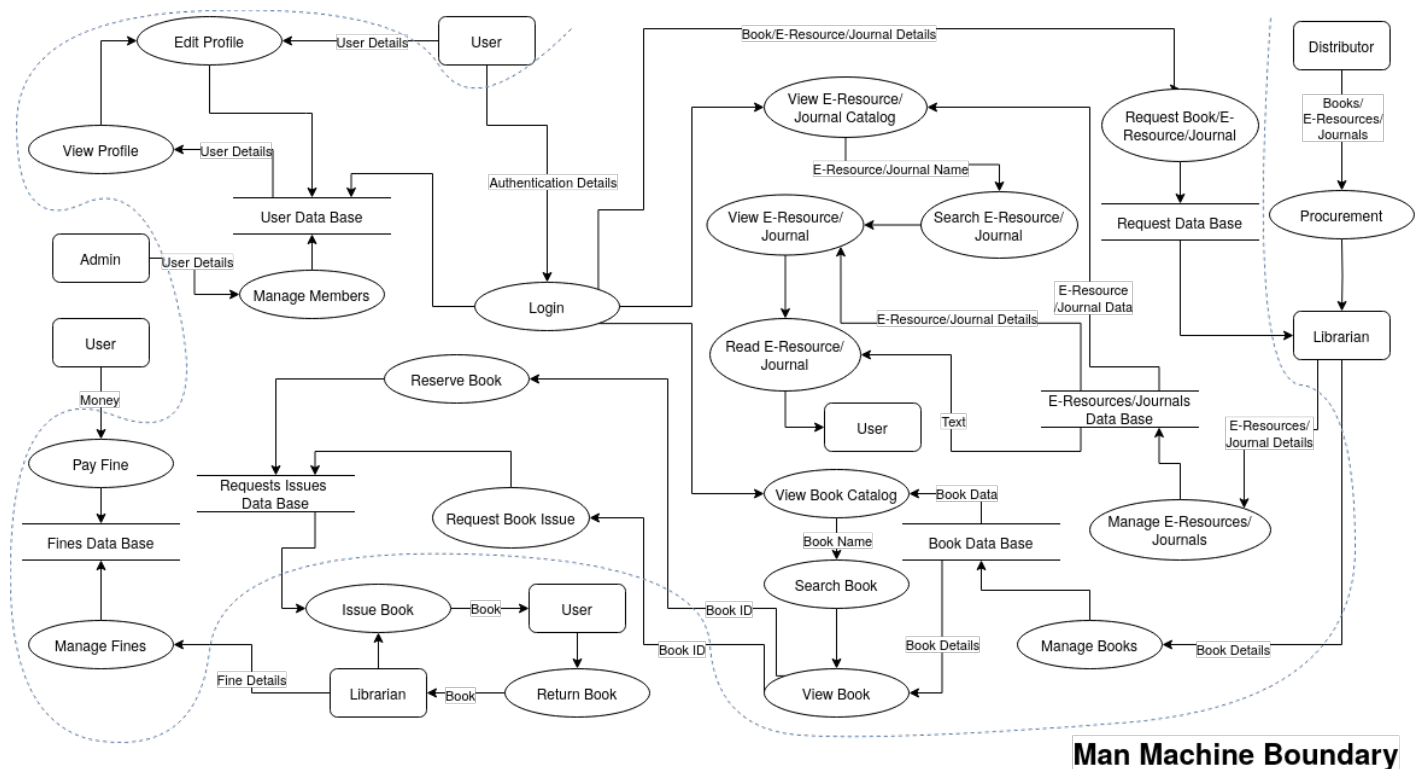 Edit Profile
User Details
User
Book/E-Resource/Journal Details
Distributor
View E-Resource/
Journal Catalog
Books/
E-Resources/
Journals
Request Book/E-
Resource/Journal
View Profile
User Details
E-Resource/Journal Name
Authentication Details
User Data Base
View E-Resource/
Journal
Search E-Resource/
Journal
Request Data Base
Procurement
Admin
User Details
Manage Members
Login
E-Resource
/Journal Data
E-Resource/Journal Details
User
Read E-Resource/
Journal
Librarian
Reserve Book
Money
E-Resources/Journals
Data Base
Text
User
E-Resources/
Journal Details
Pay Fine
Requests Issues
Data Base
View Book Catalog
Book Data
Request Book Issue
Manage E-Resources/
Journals
Fines Data Base
Book Name
Book Data Base
Search Book
Issue Book
Book
User
Book ID
Manage Fines
Book ID
Book Details
Manage Books
Book Details
Fine Details
Librarian
Book
Return Book
View Book
Man Machine Boundary